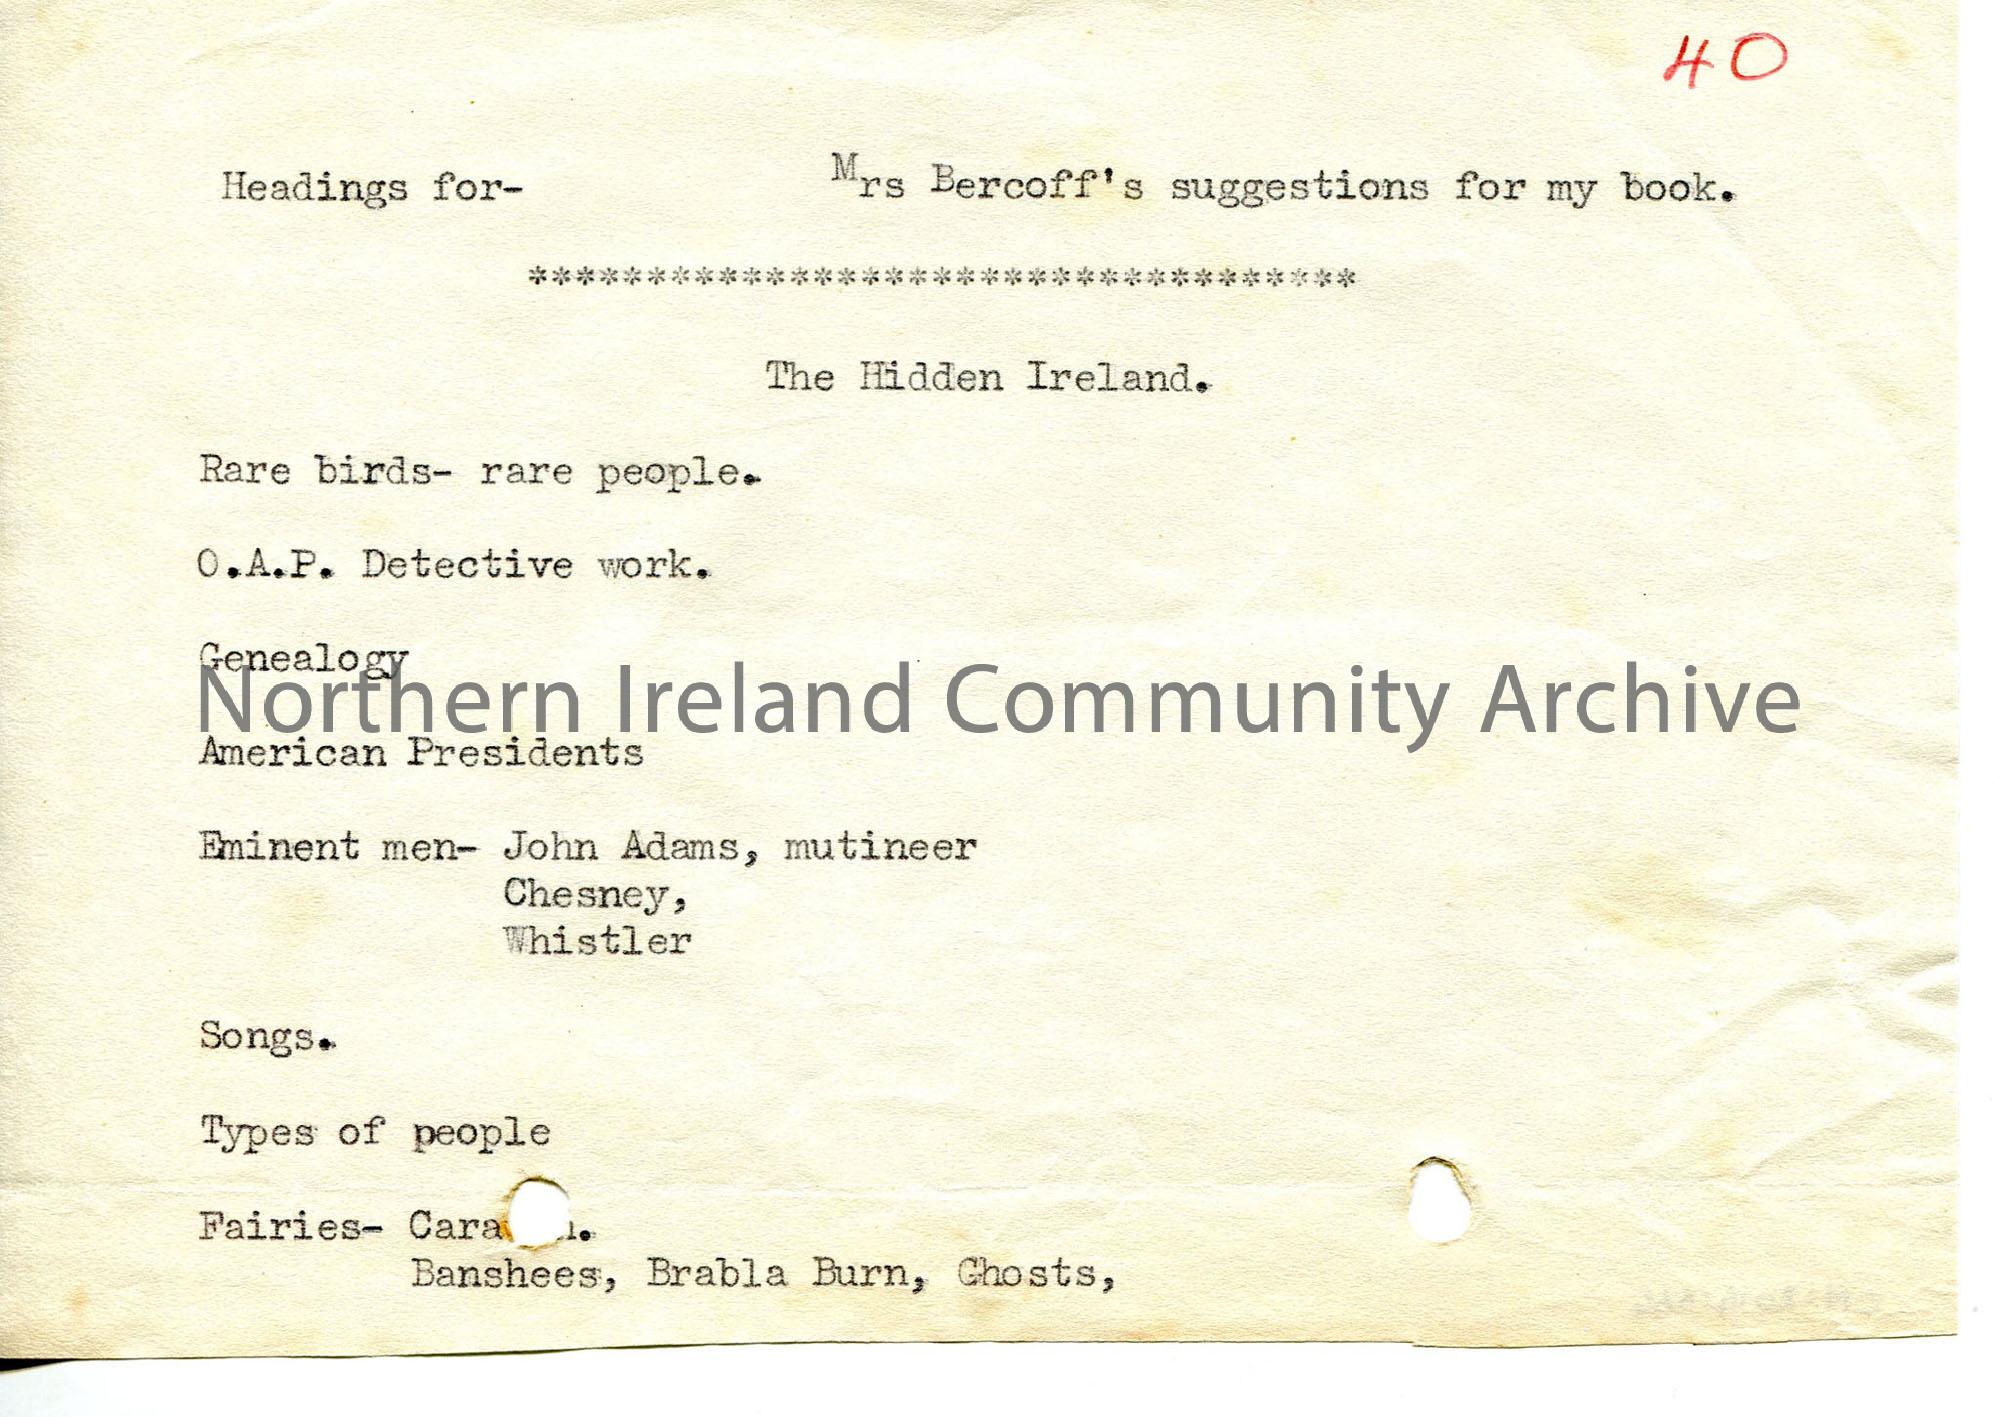 40
Headings for- Mrs Bercoff's suggestions for my book.
***********************************
The Hidden Ireland.
Rare birds- rare people.
O.A.P. Detective work.
Genealogy
Northern Ireland Community Archive
American Presidents
Eminent men- John Adams, mutineer
Chesney,
Whistler
Songs.
Types of people
Fairies-
Banshees, Brabla Burn, Ghosts,